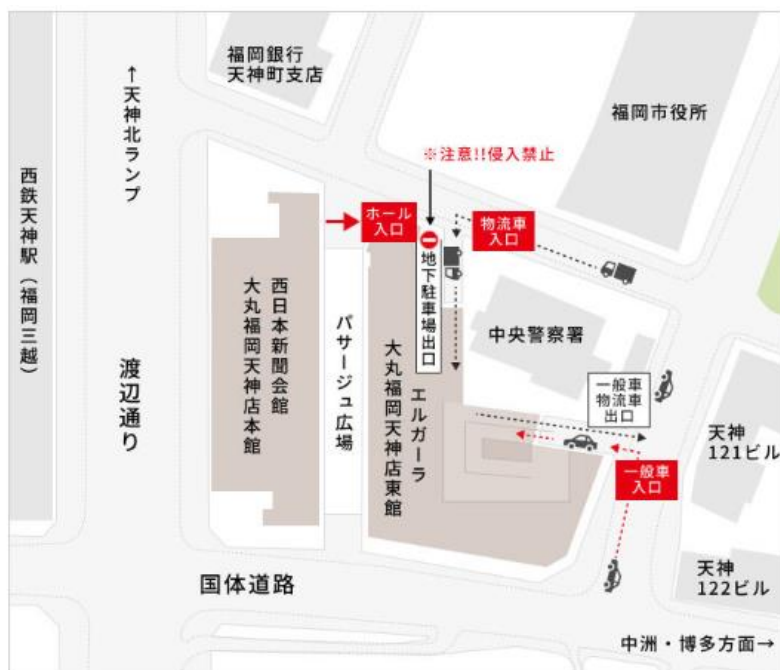 福岡銀行
天神町支店
←天神北ランプ
福岡市役所
※注意!!侵入禁止
西鉄天神駅（福岡三越）
ホール
入口
物流車
入口
地下駐車場出口
西日本新聞会館
大丸福岡天神店本館
パサージュ広場
エルガーラ
大丸福岡天神店東館
中央警察署
渡辺通り
一般車
物流車
出口
天神
121ビル
一般車
入口
国体道路
天神
122ビル
中洲・博多方面→